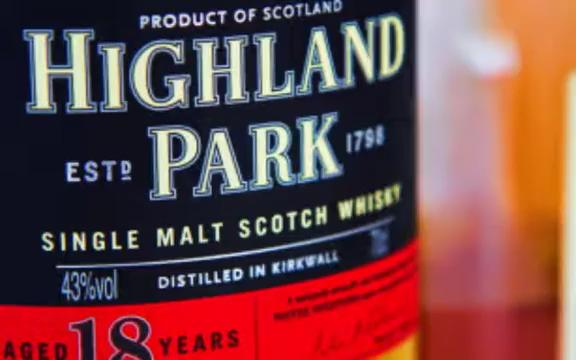 PRODUCT OF SCOTLAND
HIGHLAND
PARK
ESTD 1798
SINGLE MALT SCOTCH WHISKY
43%vol
DISTILLED IN KIRKWALL
AGED 18 YEARS